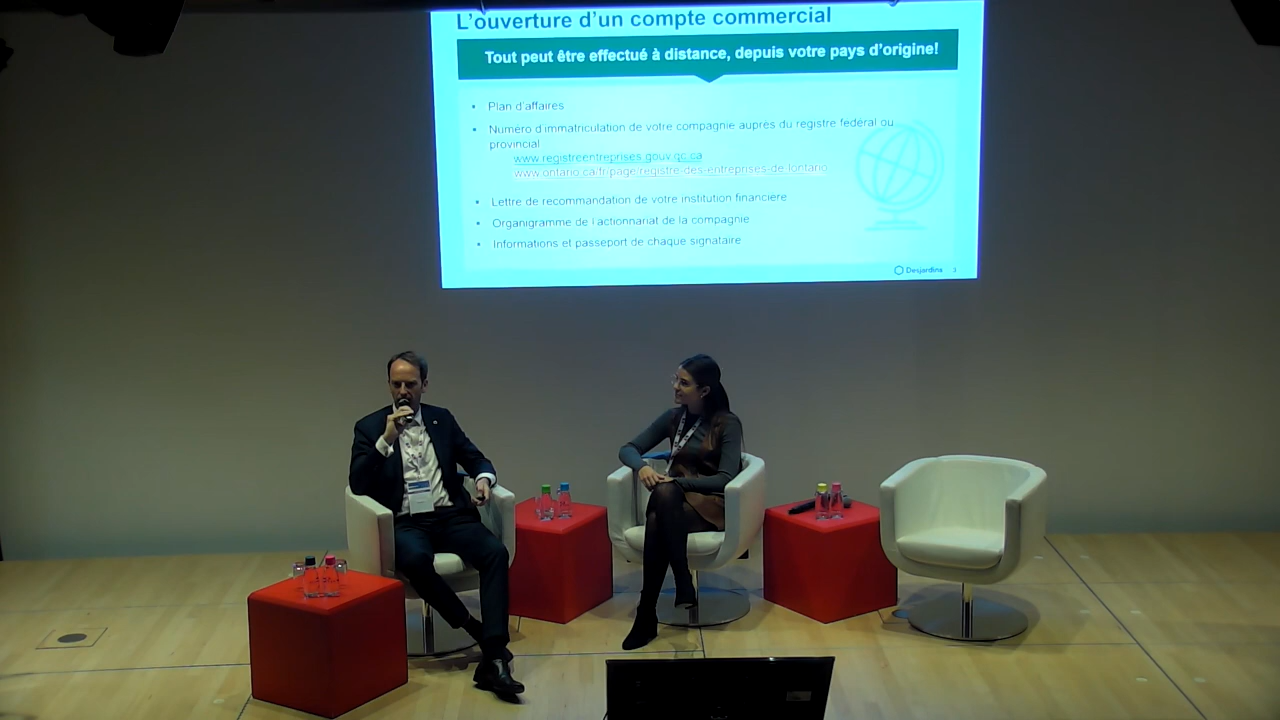 L'ouverture d'un compte commercial
Tout peut être effectué à distance, depuis votre pays d'origine!
• Plan d'affaires
• Numéro d'immatriculation de votre compagnie auprès du registre fédéral ou
provincial
www.registreentreprises.gouv.qc.ca
www.ontario.ca/fr/page/registre-des-entreprises-de-lontario
• Lettre de recommandation de votre institution financière
• Organigramme de l'actionnariat de la compagnie
• Informations et passeport de chaque signataire
Desjardins 3